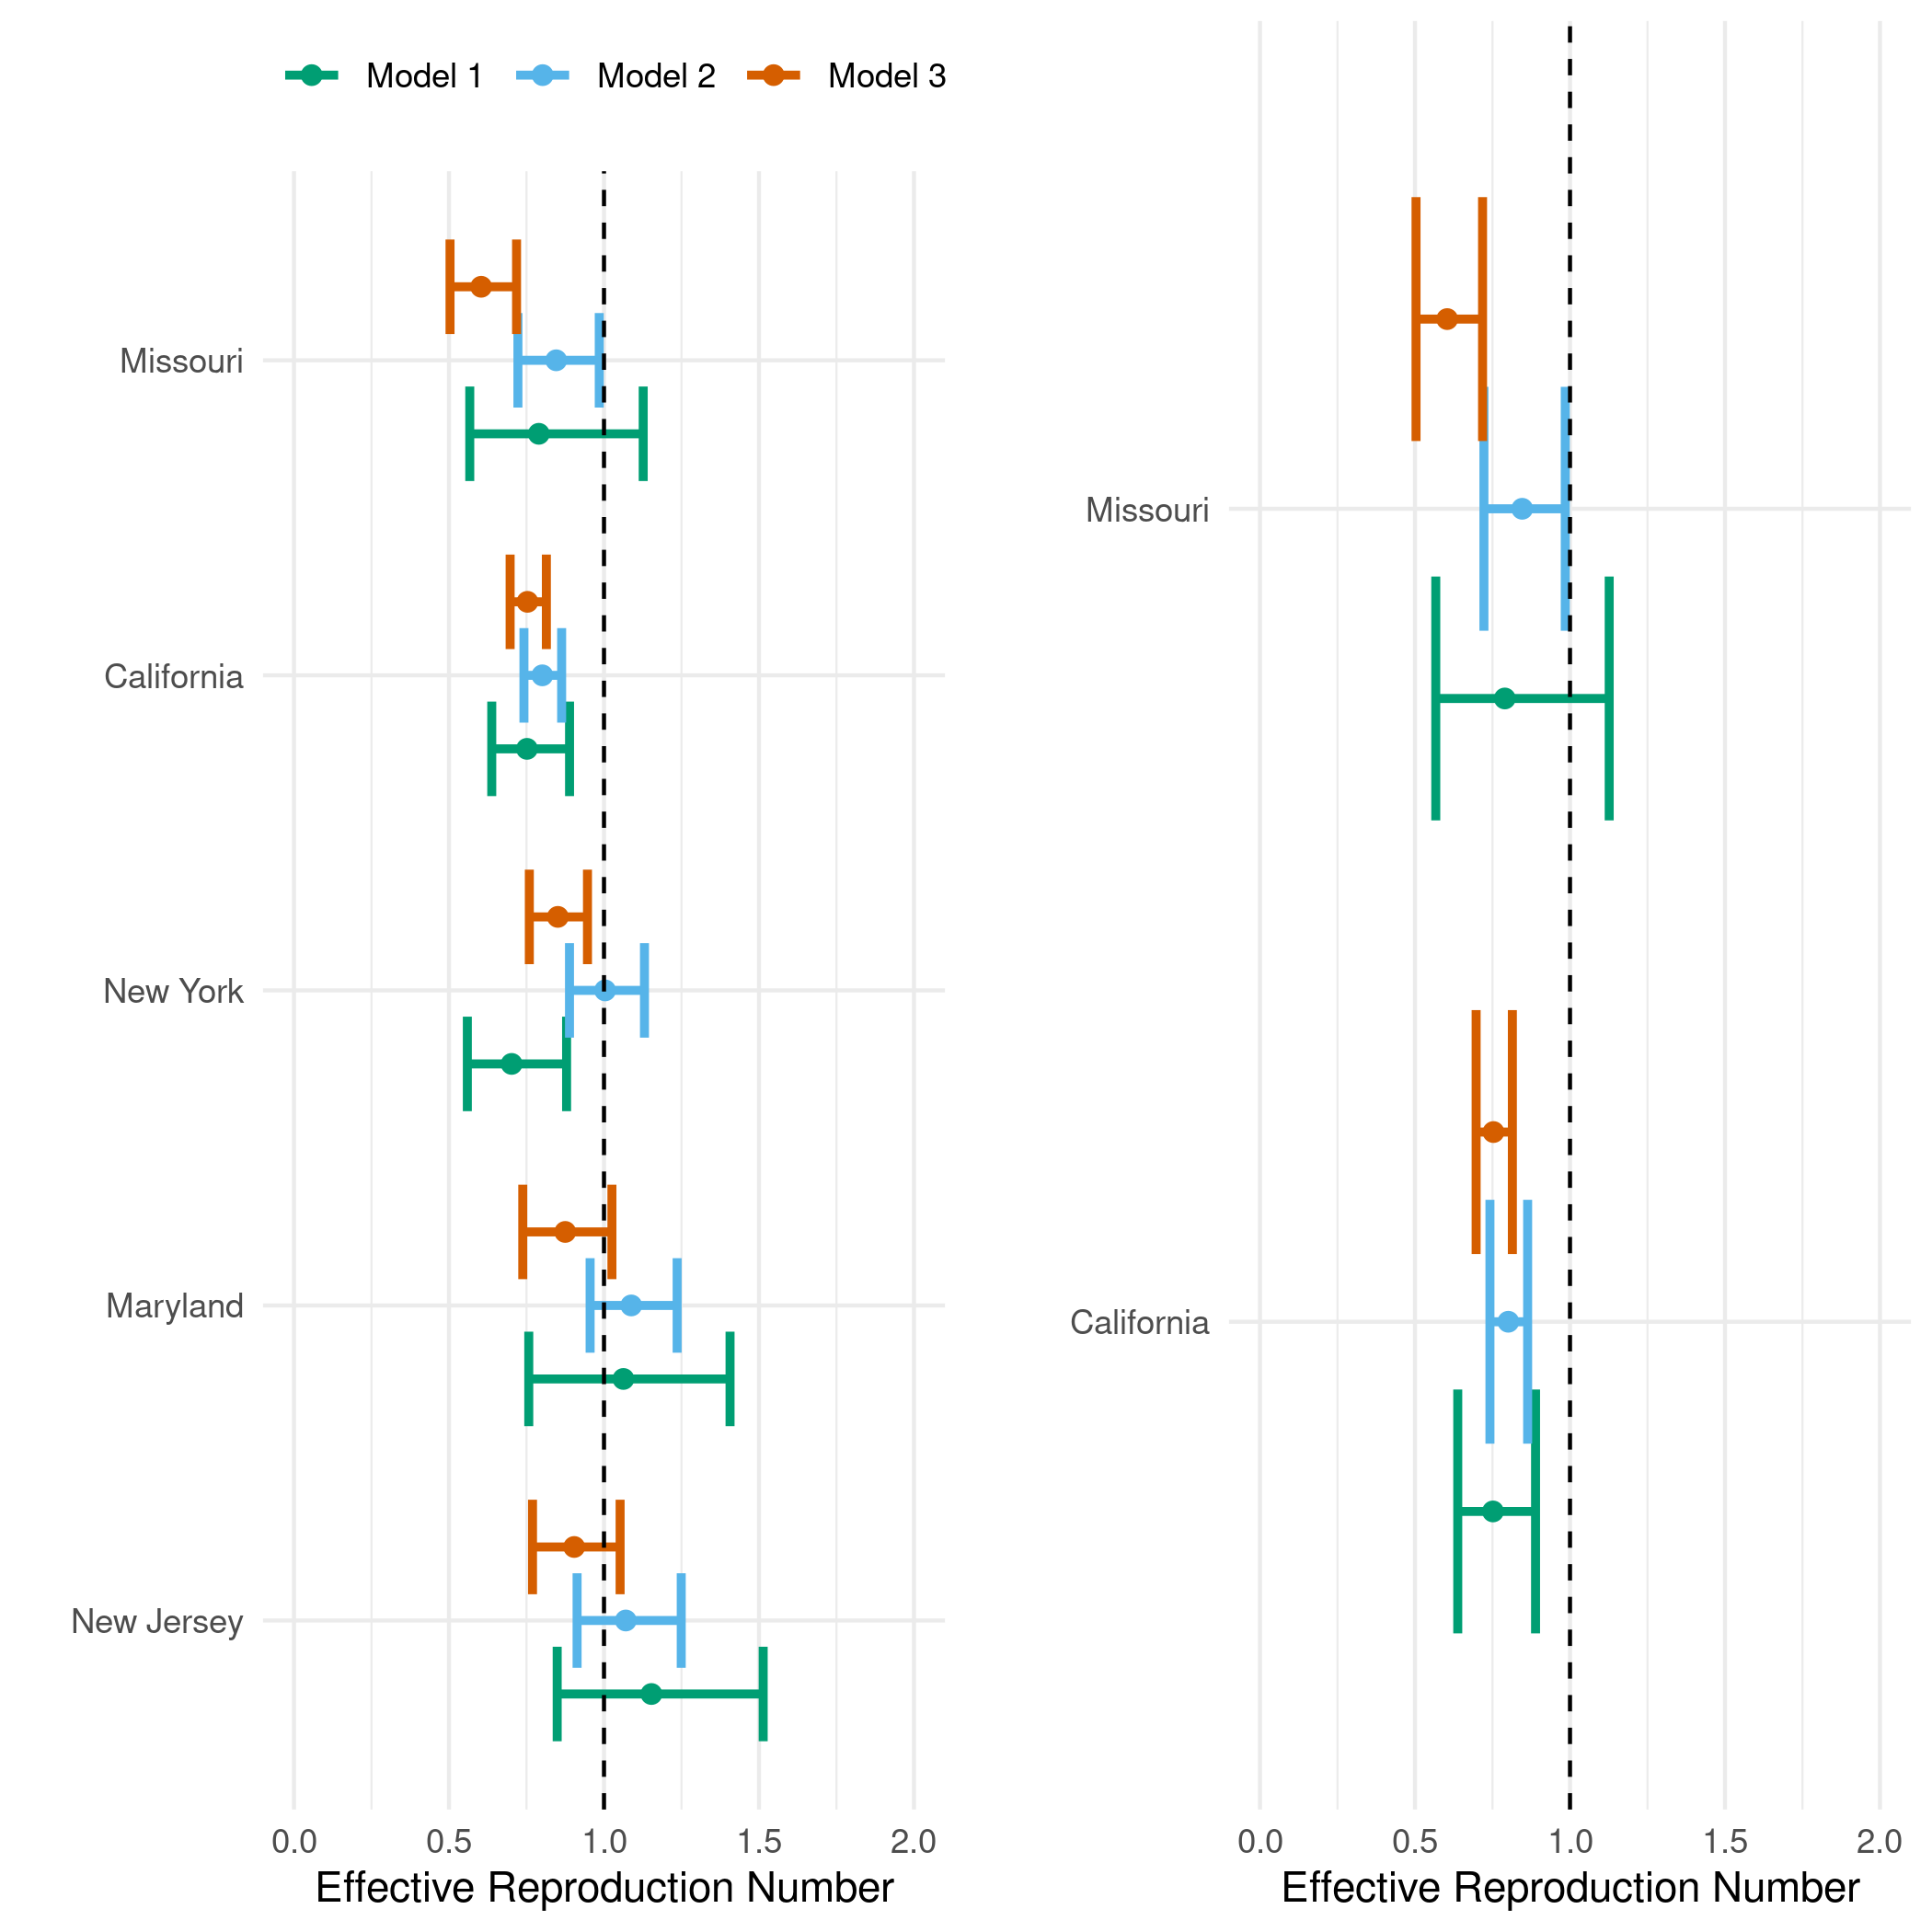 Model 1 Model 2 Model 3
Missouri
California
New York
Maryland
New Jersey
0.0 0.5 1.0 1.5 2.0
Effective Reproduction Number
Missouri
California
0.0 0.5 1.0 1.5 2.0
Effective Reproduction Number